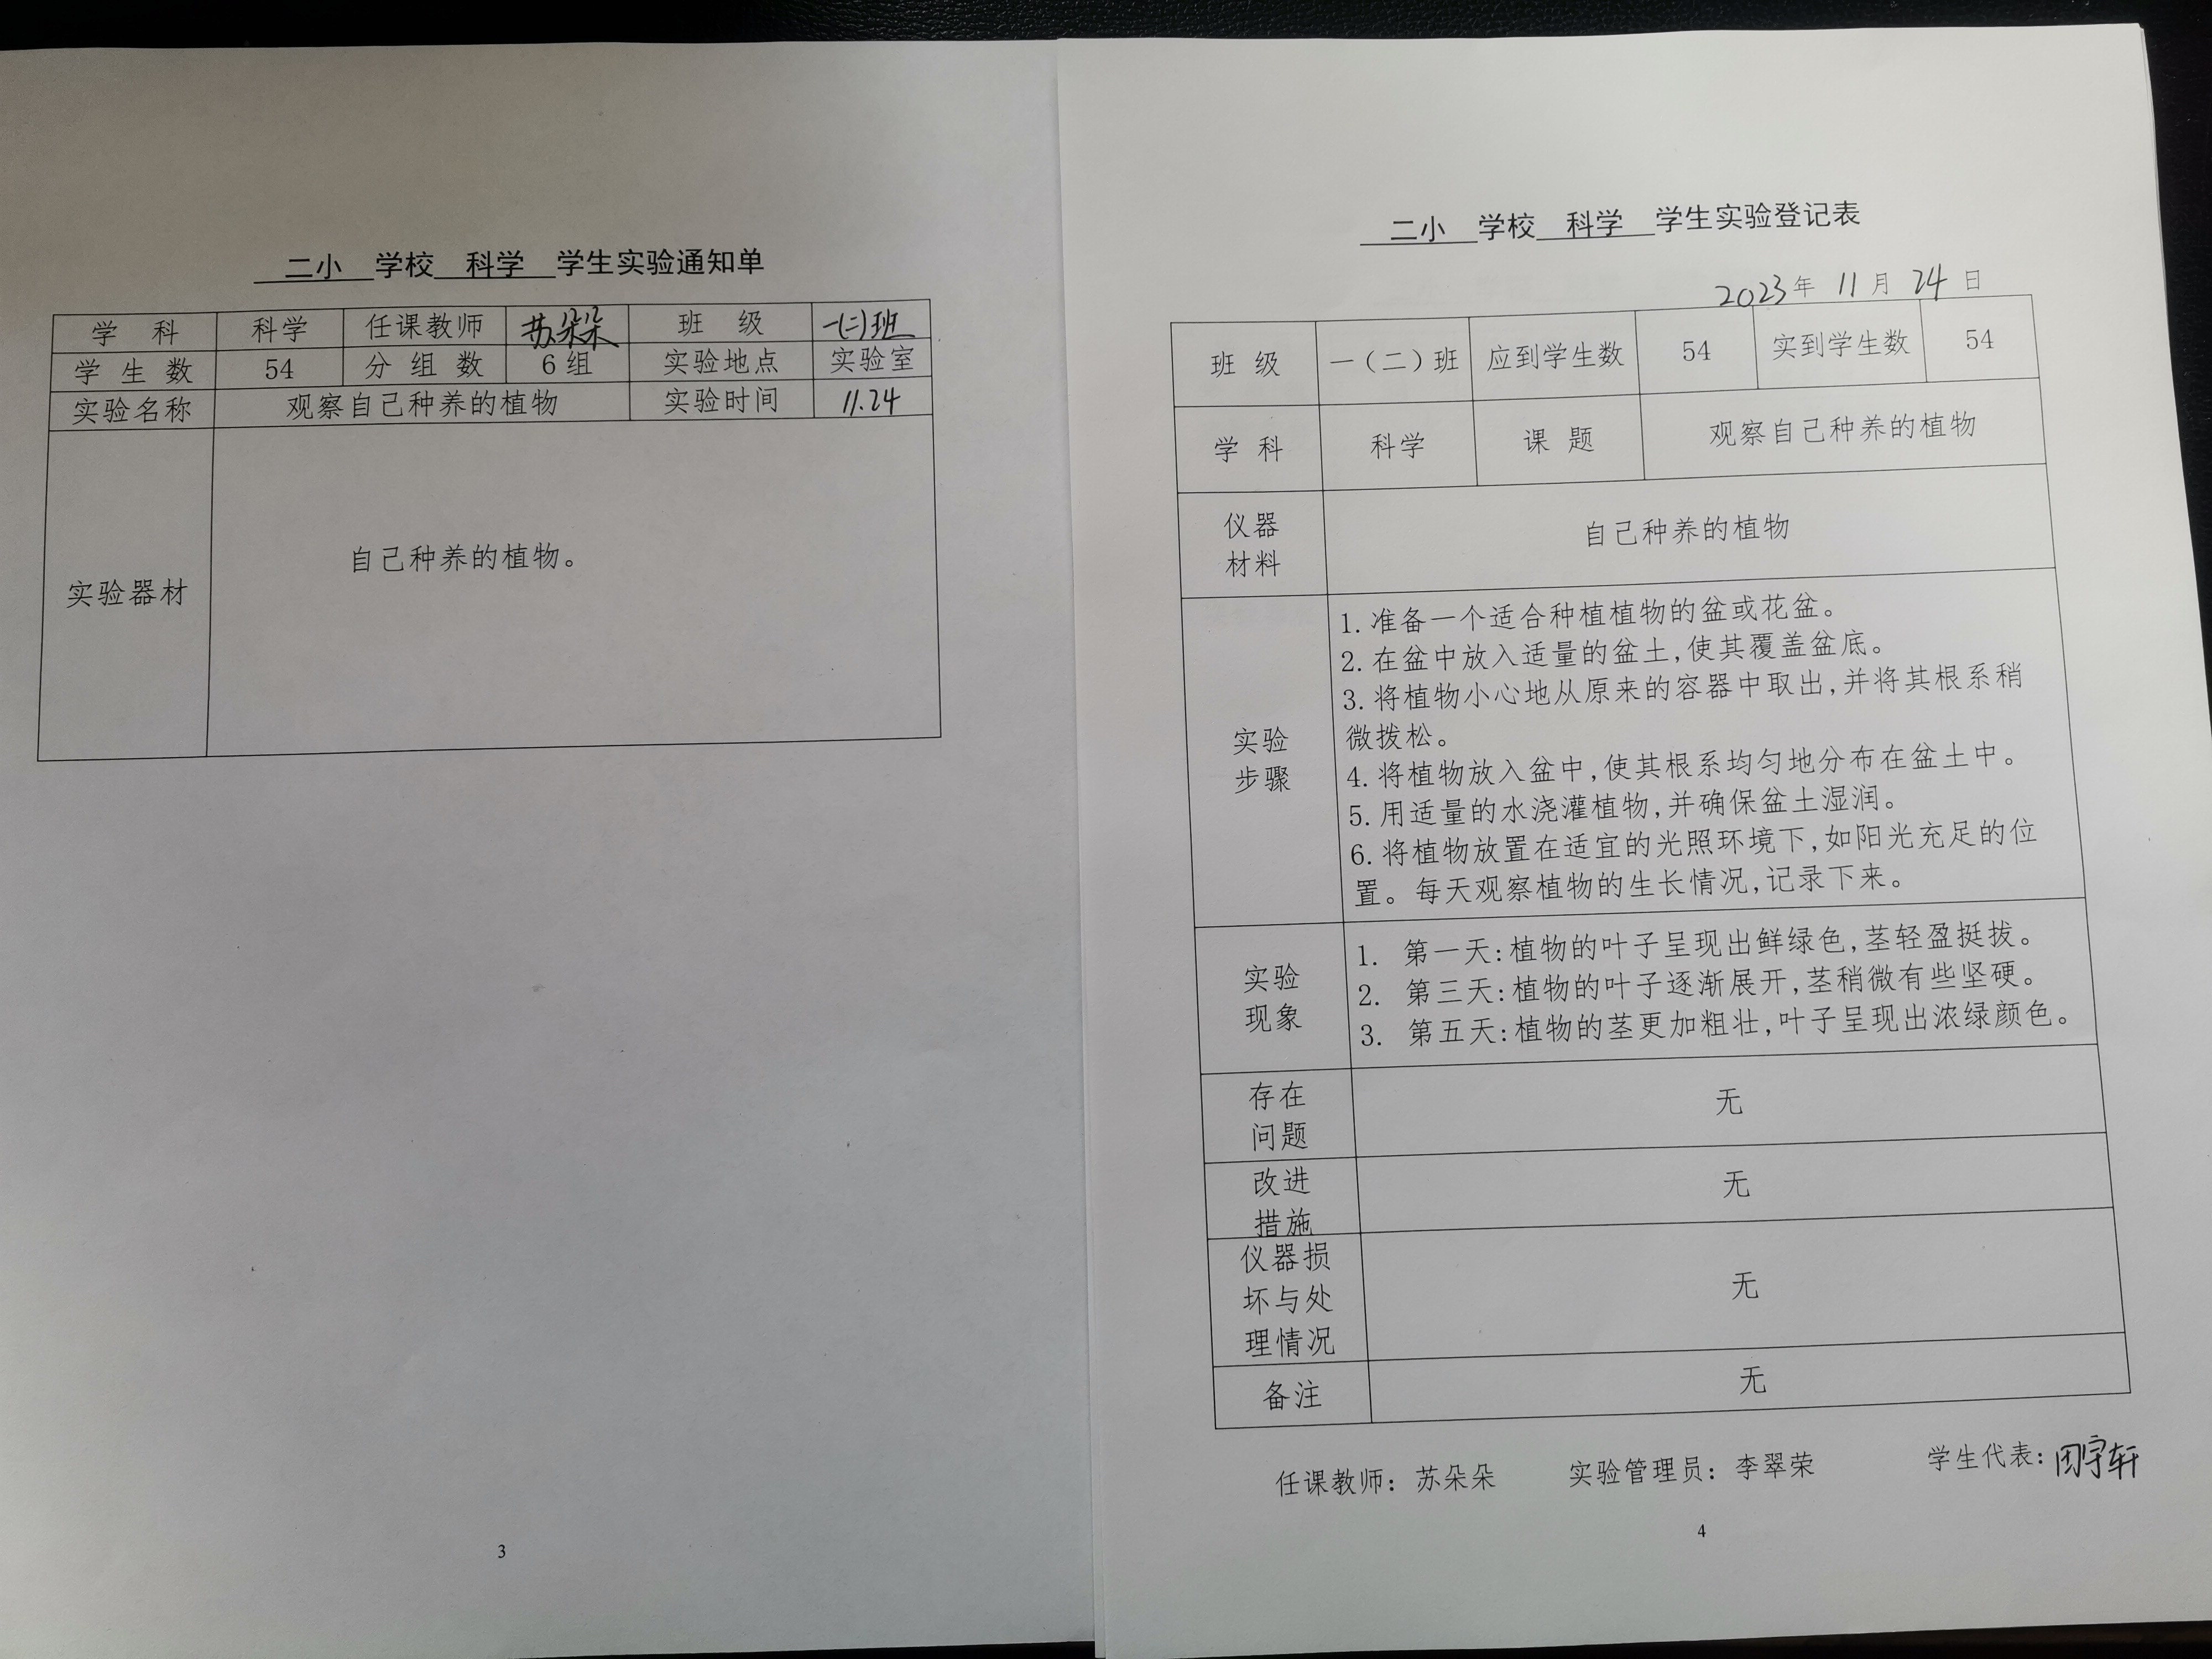 二小 学校 科学 学生实验通知单
学 科 科学 任课教师 苏朵朵 班 级 一(二)班
学 生 数 54 分 组 数 6组 实验地点 实验室
实验名称 观察自己种养的植物 实验时间 11.24
实验器材 自己种养的植物。
3
二小 学校 科学 学生实验登记表
2023年 11月 24日
班 级 一（二）班 应到学生数 54 实到学生数 54
学 科 科学 课 题 观察自己种养的植物
仪器
材料
自己种养的植物
实验
步骤
1.准备一个适合种植植物的盆或花盆。
2.在盆中放入适量的盆土,使其覆盖盆底。
3.将植物小心地从原来的容器中取出,并将其根系稍
微拨松。
4.将植物放入盆中,使其根系均匀地分布在盆土中。
5.用适量的水浇灌植物,并确保盆土湿润。
6.将植物放置在适宜的光照环境下,如阳光充足的位
置。每天观察植物的生长情况,记录下来。
实验
现象
1. 第一天:植物的叶子呈现出鲜绿色,茎轻盈挺拔。
2. 第三天:植物的叶子逐渐展开,茎稍微有些坚硬。
3. 第五天:植物的茎更加粗壮,叶子呈现出浓绿颜色。
存在
问题
无
改进
措施
无
仪器损
坏与处
理情况
无
备注 无
任课教师：苏朵朵 实验管理员：李翠荣 学生代表：田宇轩
4